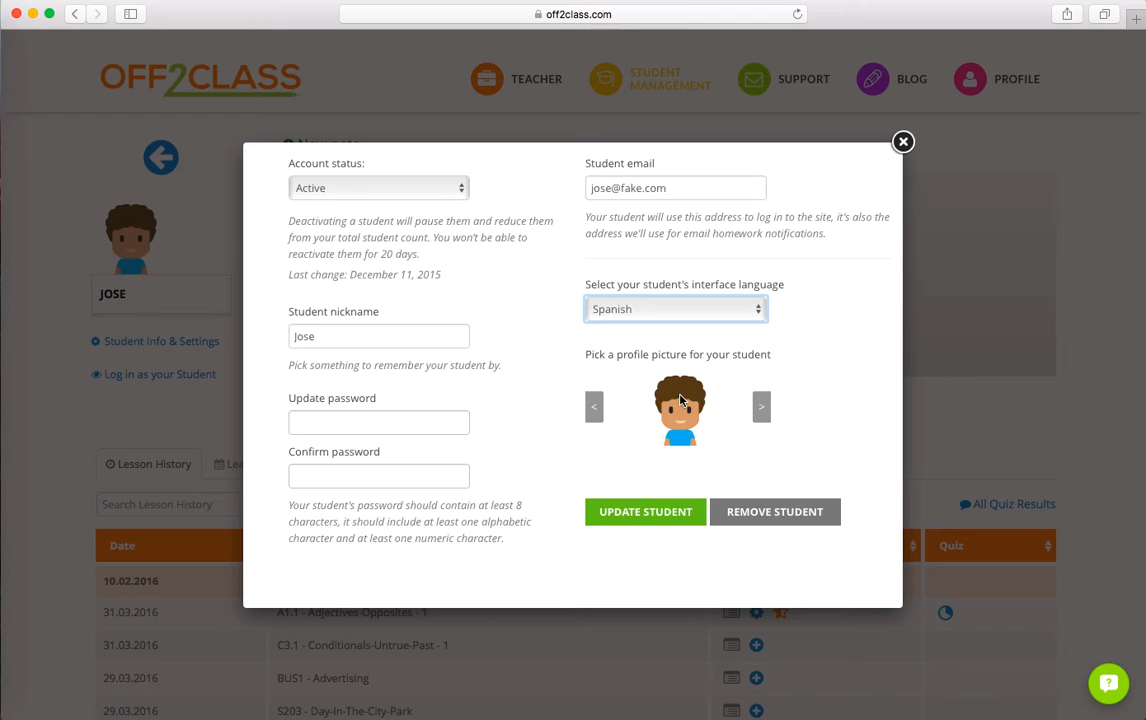 off2class.com
OFF2CLASS
TEACHER
STUDENT
MANAGEMENT
SUPPORT
BLOG
PROFILE
Account status:
Active
Deactivating a student will pause them and reduce them
from your total student count. You won't be able to
reactivate them for 20 days.
Last change: December 11, 2015
Student nickname
Jose
Pick something to remember your student by.
Update password
Confirm password
Your student's password should contain at least 8
characters, it should include at least one alphabetic
character and at least one numeric character.
Student email
jose@fake.com
Your student will use this address to log in to the site, it's also the
address we'll use for email homework notifications.
Select your student's interface language
Spanish
Pick a profile picture for your student
<
>
UPDATE STUDENT
REMOVE STUDENT
JOSE
Student Info & Settings
Log in as your Student
Lesson History
Search Lesson History
All Quiz Results
Date
Quiz
10.02.2016
31.03.2016
A1.1 - Adjectives-Opposites - 1
31.03.2016
C3.1 - Conditionals-Untrue-Past - 1
29.03.2016
BUS1 - Advertising
29.03.2016
S203 - Day-In-The-City-Park